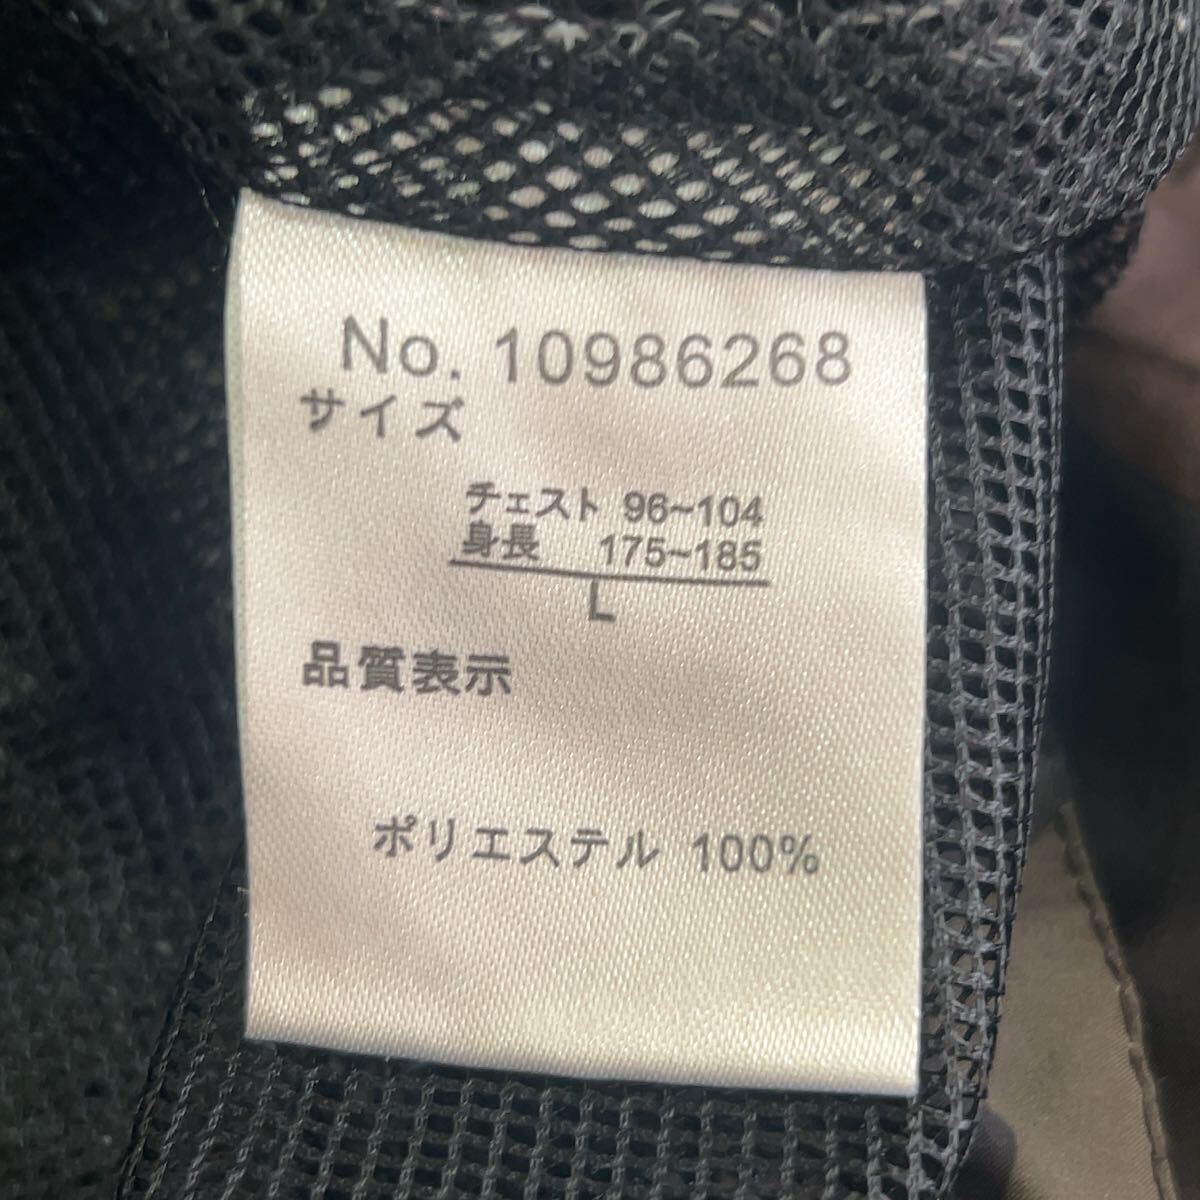 No. 10986268
サイズ
チェスト 96~104
身長 175~185
L
品質表示
ポリエステル 100%